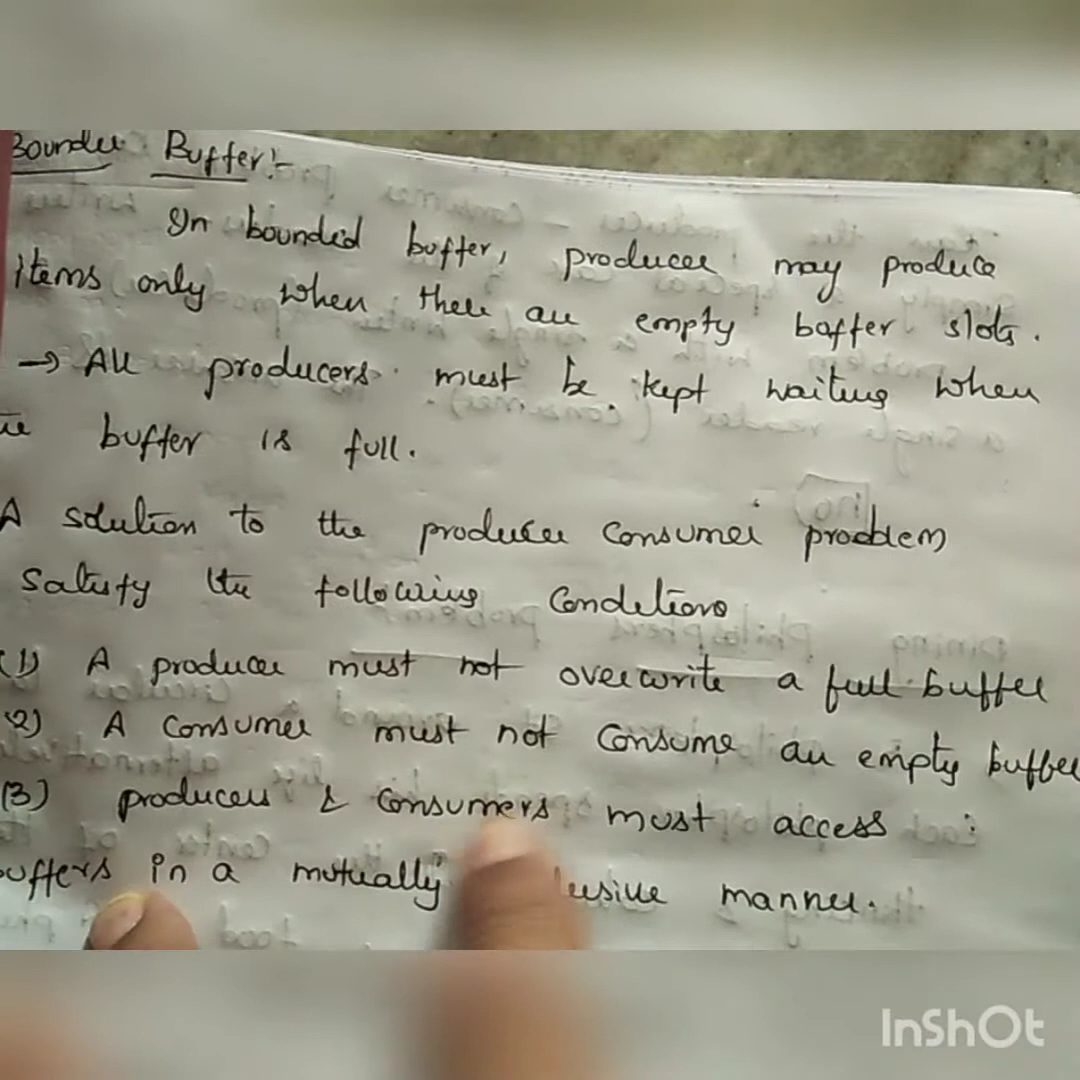 Bounded Buffer:-
In bounded buffer, producer may produce
items only when there are empty baffer slots.
→ All producers must be kept waiting when
the buffer is full.
A solution to the producer consumer problem
satisfy the following conditions
(1) A producer must not overwrite a full buffer
(2) A consumer must not consume an empty buffer
(3) producers & consumers must access
buffers in a mutually manner.
InShOt